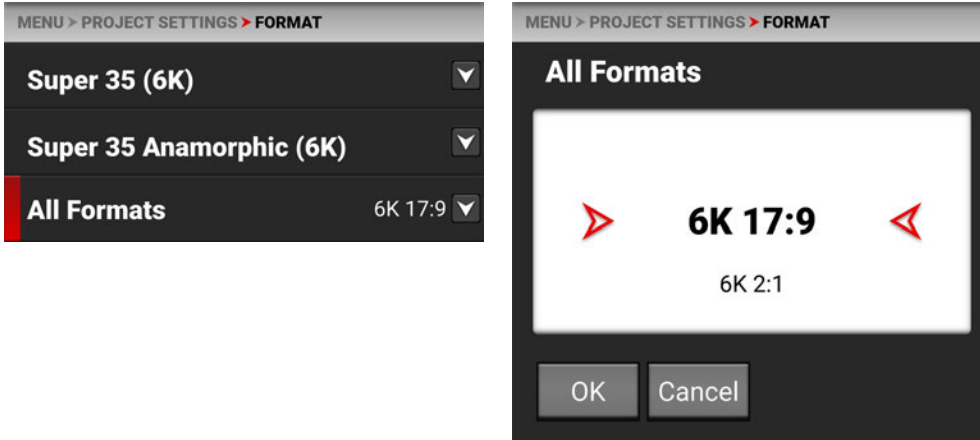 MENU > PROJECT SETTINGS > FORMAT
Super 35 (6K)
Super 35 Anamorphic (6K)
All Formats 6K 17:9
MENU > PROJECT SETTINGS > FORMAT
All Formats
6K 17:9
6K 2:1
OK Cancel